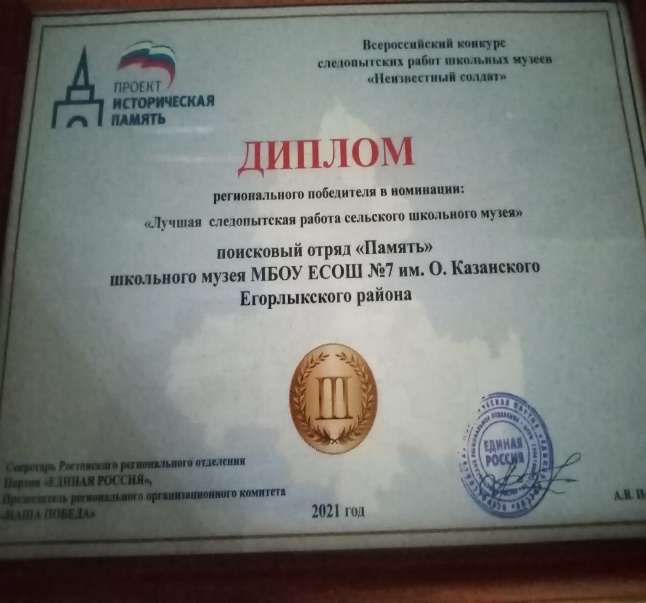 ПРОЕКТ
ИСТОРИЧЕСКАЯ
ПАМЯТЬ
Всероссийский конкурс
следопытских работ школьных музеев
«Неизвестный солдат»
ДИПЛОМ
регионального победителя в номинации:
«Лучшая следопытская работа сельского школьного музея»
поисковый отряд «Память»
школьного музея МБОУ ЕСОШ №7 им. О. Казанского
Егорлыкского района
III
Секретарь Ростовского регионального отделения
Партии «ЕДИНАЯ РОССИЯ»,
Председатель регионального организационного комитета
«НАША ПОБЕДА»
2021 год
ЕДИНАЯ
РОССИЯ
А.В.